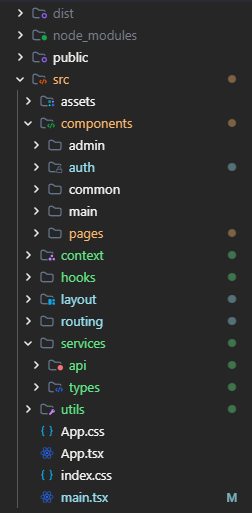 dist
node_modules
public
src
assets
components
admin
auth
common
main
pages
context
hooks
layout
routing
services
api
types
utils
App.css
App.tsx
index.css
main.tsx M